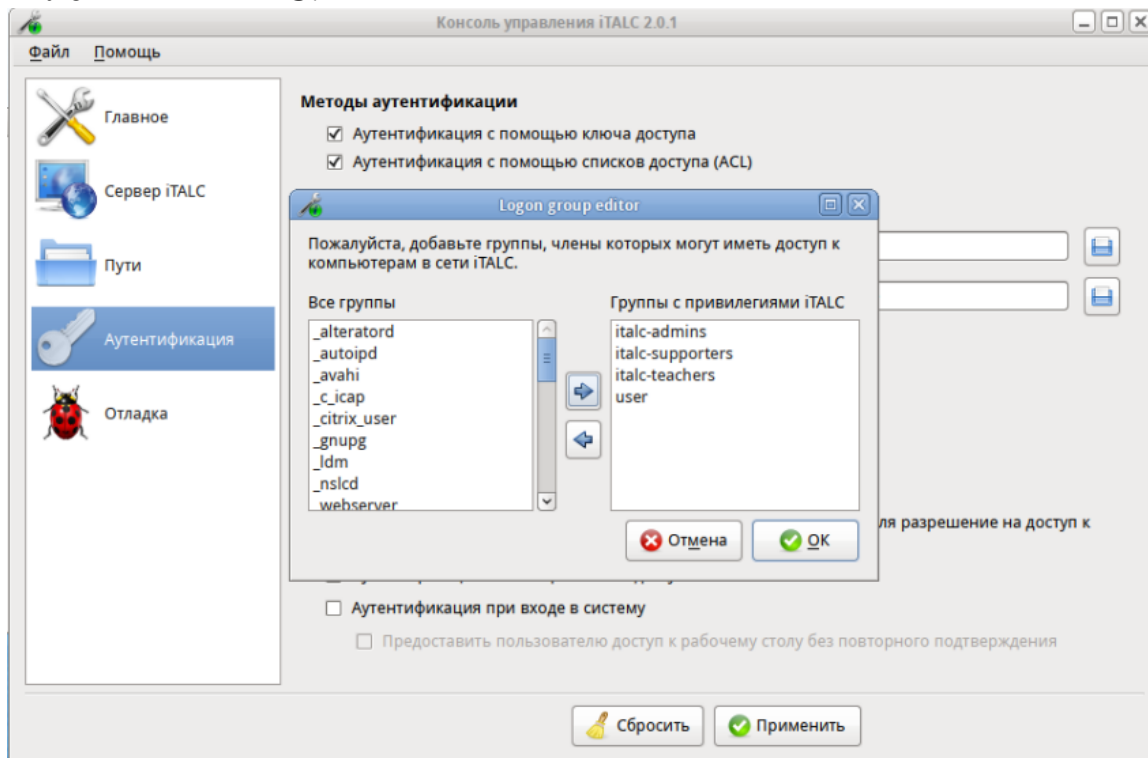 Консоль управления iTALC 2.0.1
Файл Помощь
Главное
Сервер iTALC
Пути
Аутентификация
Отладка
Методы аутентификации
Аутентификация с помощью ключа доступа
Аутентификация с помощью списков доступа (ACL)
Logon group editor
Пожалуйста, добавьте группы, члены которых могут иметь доступ к
компьютерам в сети iTALC.
Все группы
_alteratord
_autoipd
_avahi
_c_icap
_citrix_user
_gnupg
_ldm
_nslcd
_webserver
Группы с привилегиями iTALC
italc-admins
italc-supporters
italc-teachers
user
Отмена ОК
ля разрешение на доступ к
Аутентификация при входе в систему
Предоставить пользователю доступ к рабочему столу без повторного подтверждения
Сбросить Применить